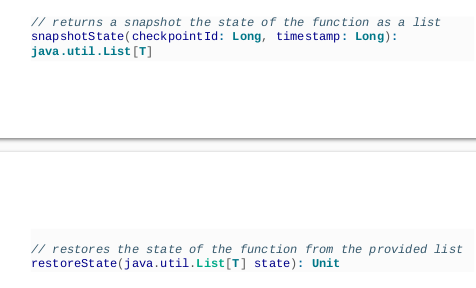 // returns a snapshot the state of the function as a list
snapshotState(checkpointId: Long, timestamp: Long):
java.util.List[T]
// restores the state of the function from the provided list
restoreState(java.util.List[T] state): Unit